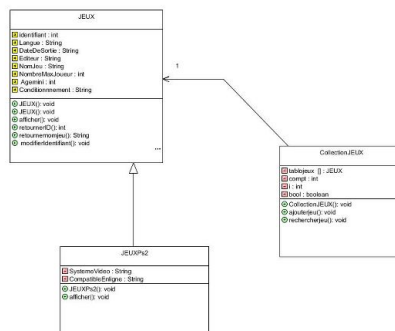 JEUX
identifiant : int
Langue : String
DateDeSortie : String
Editeur : String
NomJeu : String
NombreMaxJoueur : int
Agemini : int
Conditionnnement : String
JEUX(): void
JEUX(): void
afficher(): void
retournerID(): int
retournernomjeu(): String
modifierIdentifiant(): void
...
1
CollectionJEUX
tablojeux [] : JEUX
compt : int
i : int
bool : boolean
CollectionJEUX(): void
ajouterjeu(): void
rechercherjeu(): void
JEUXPs2
SystemeVideo : String
CompatibleEnligne : String
JEUXPs2(): void
afficher(): void